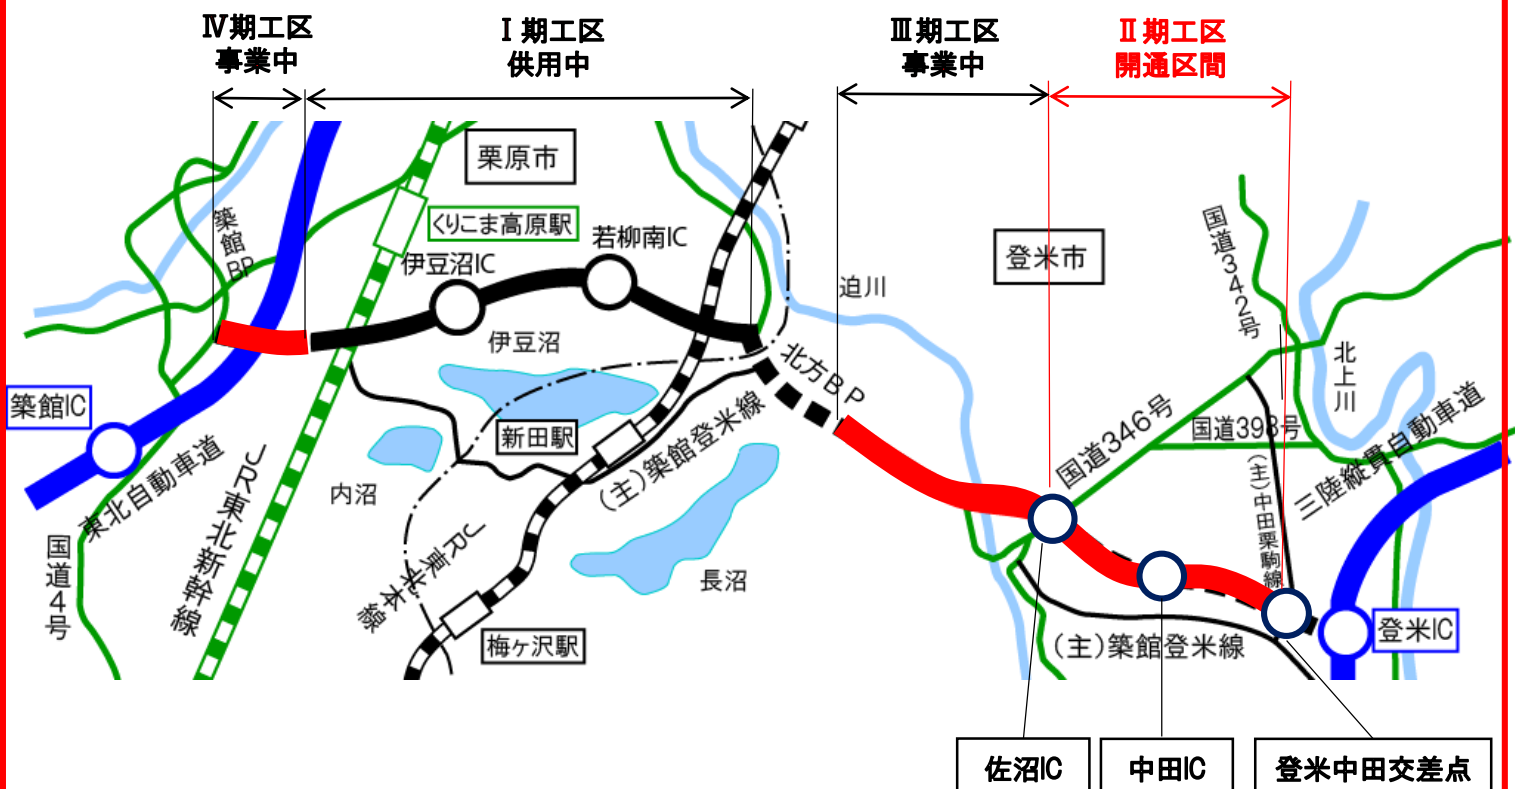 Ⅳ期工区
事業中
Ⅰ期工区
供用中
Ⅲ期工区
事業中
Ⅱ期工区
開通区間
栗原市
築館BP
くりこま高原駅
若柳南IC
伊豆沼IC
登米市
国道342号
迫川
伊豆沼
北方BP
北上川
築館IC
新田駅
(主)築館登米線
国道346号
国道398号
三陸縦貫自動車道
東北自動車道
JR東北新幹線
内沼
(主)中田栗駒線
国道4号
JR東北本線
長沼
梅ヶ沢駅
(主)築館登米線
登米IC
佐沼IC
中田IC
登米中田交差点